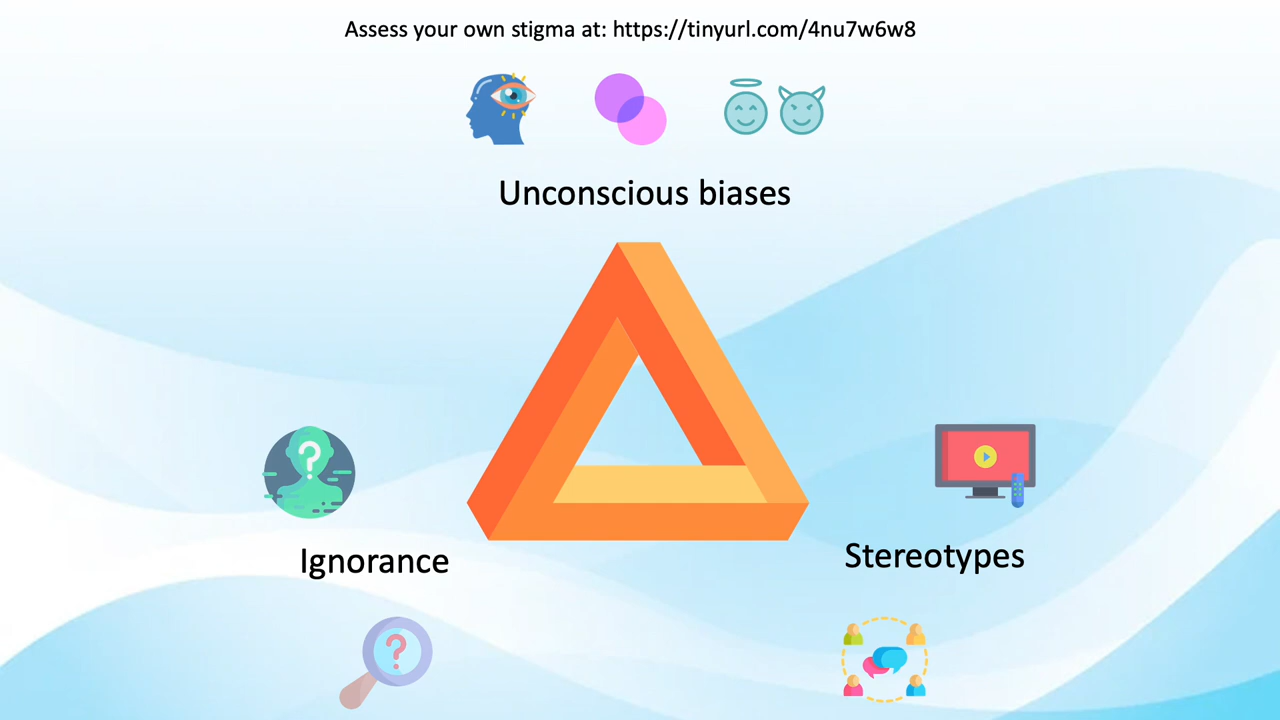 Assess your own stigma at: https://tinyurl.com/4nu7w6w8
Unconscious biases
?
Ignorance
Stereotypes
?